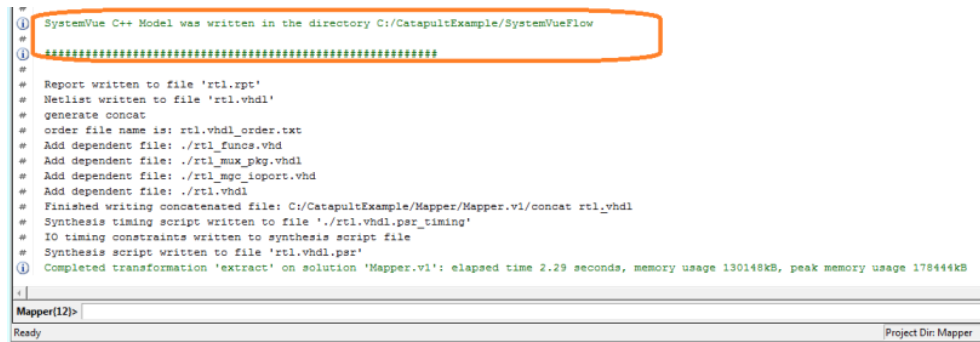 #
SystemVue C++ Model was written in the directory C:/CatapultExample/SystemVueFlow
#
##########################################################
#
# Report written to file 'rtl.rpt'
# Netlist written to file 'rtl.vhdl'
# generate concat
# order file name is: rtl.vhdl_order.txt
# Add dependent file: ./rtl_funcs.vhd
# Add dependent file: ./rtl_mux_pkg.vhdl
# Add dependent file: ./rtl_mgc_ioport.vhd
# Add dependent file: ./rtl.vhdl
# Finished writing concatenated file: C:/CatapultExample/Mapper/Mapper.v1/concat_rtl.vhdl
# Synthesis timing script written to file './rtl.vhdl.psr_timing'
# IO timing constraints written to synthesis script file
# Synthesis script written to file 'rtl.vhdl.psr'
Completed transformation 'extract' on solution 'Mapper.v1': elapsed time 2.29 seconds, memory usage 130148kB, peak memory usage 178444kB
Mapper(12)>
Ready Project Dir: Mapper